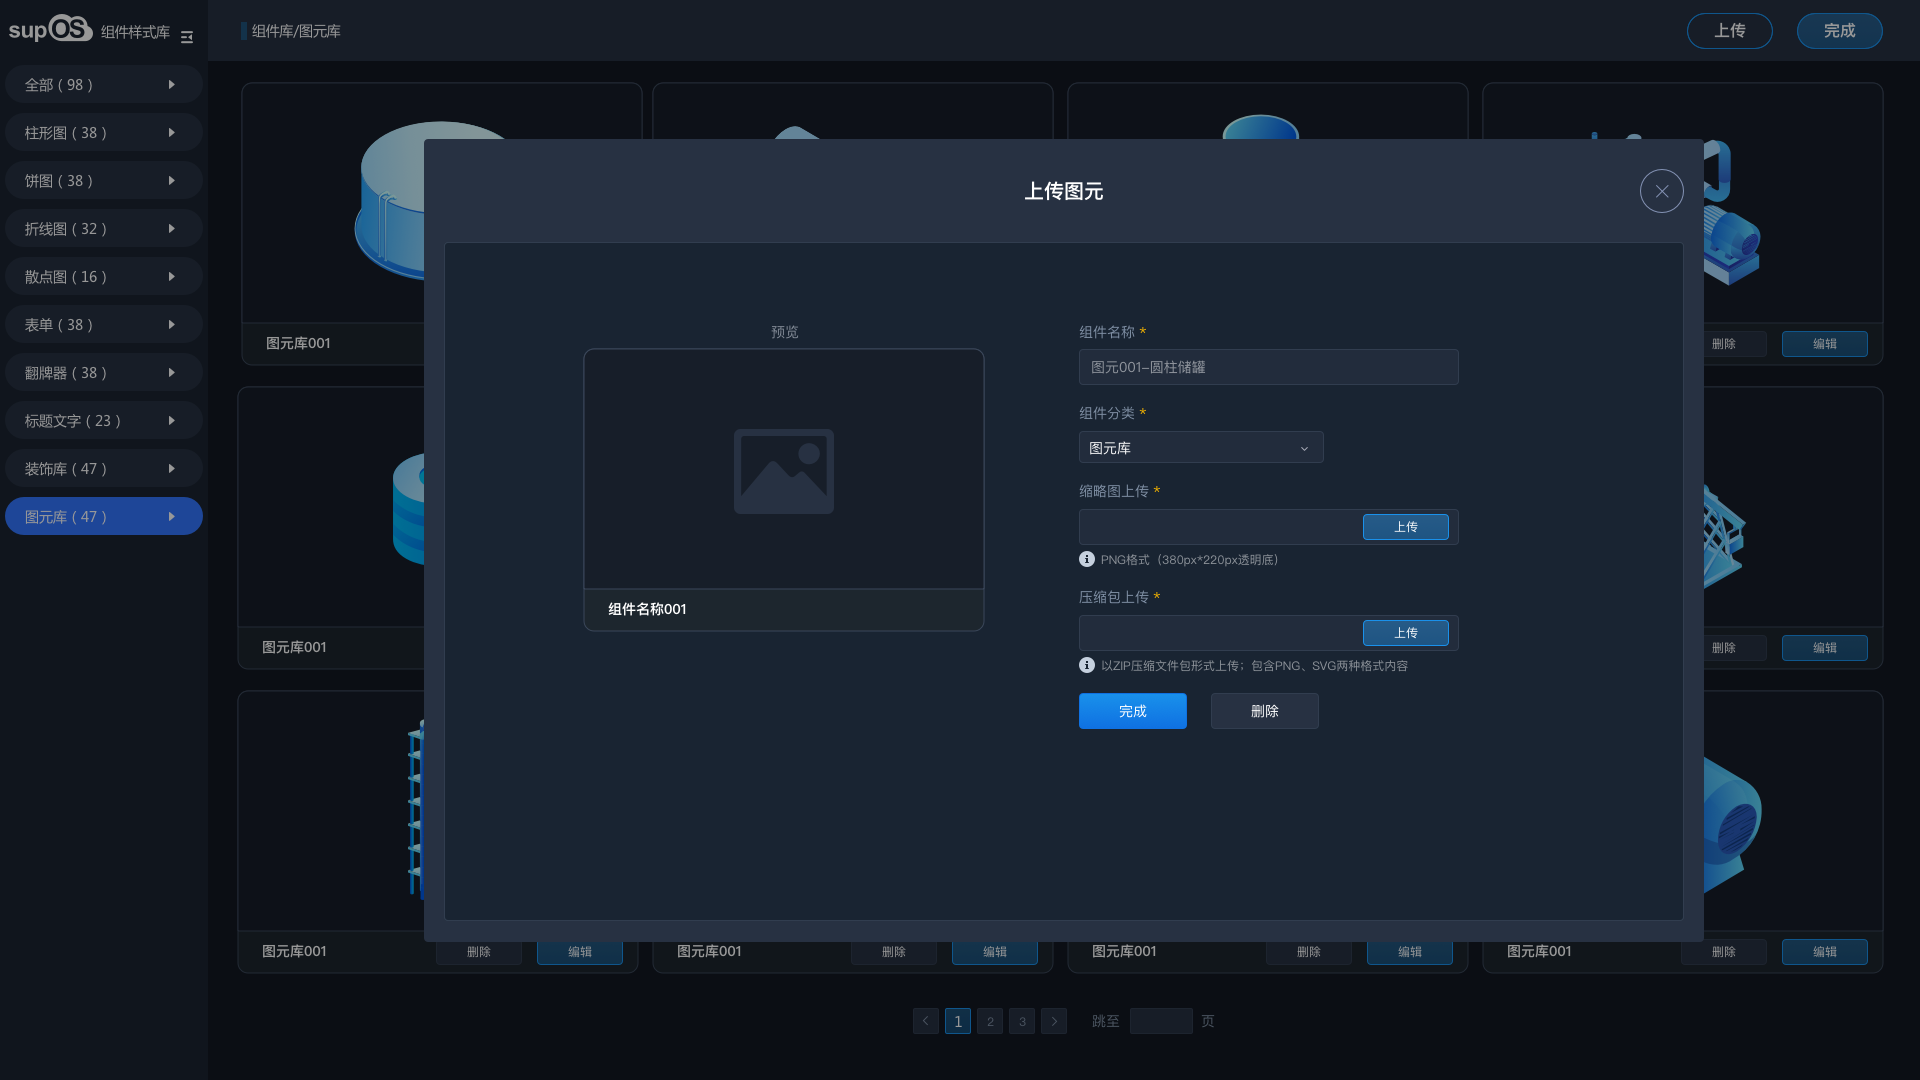 supOS 组件样式库
组件库/图元库
上传
完成
全部 ( 98 )
柱形图 ( 38 )
饼图 ( 38 )
折线图 ( 32 )
散点图 ( 16 )
表单 ( 38 )
翻牌器 ( 38 )
标题文字 ( 23 )
装饰库 ( 47 )
图元库 ( 47 )
上传图元
预览
组件名称001
组件名称 *
图元001-圆柱储罐
组件分类 *
图元库
缩略图上传 *
上传
PNG格式（380px*220px透明底）
压缩包上传 *
上传
以ZIP压缩文件包形式上传；包含PNG、SVG两种格式内容
完成
删除
图元库001
删除
编辑
图元库001
删除
编辑
图元库001
删除
编辑
图元库001
删除
编辑
图元库001
删除
编辑
图元库001
删除
编辑
1
2
3
跳至
页